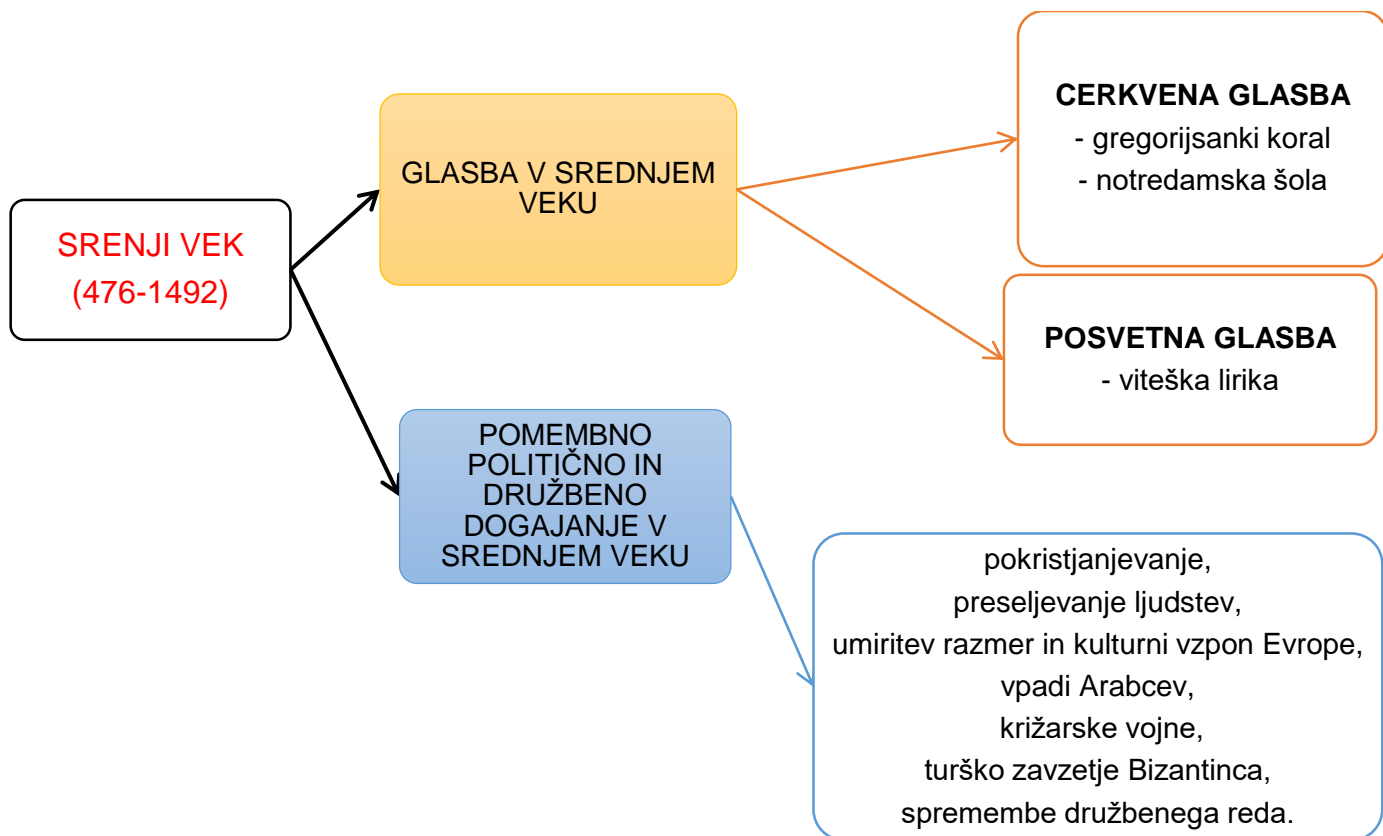 SRENJI VEK
(476-1492)
GLASBA V SREDNJEM
VEKU
CERKVENA GLASBA
- gregorijsanki koral
- notredamska šola
POSVETNA GLASBA
- viteška lirika
POMEMBNO
POLITIČNO IN
DRUŽBENO
DOGAJANJE V
SREDNJEM VEKU
pokristjanjevanje,
preseljevanje ljudstev,
umiritev razmer in kulturni vzpon Evrope,
vpadi Arabcev,
križarske vojne,
turško zavzetje Bizantinca,
spremembe družbenega reda.